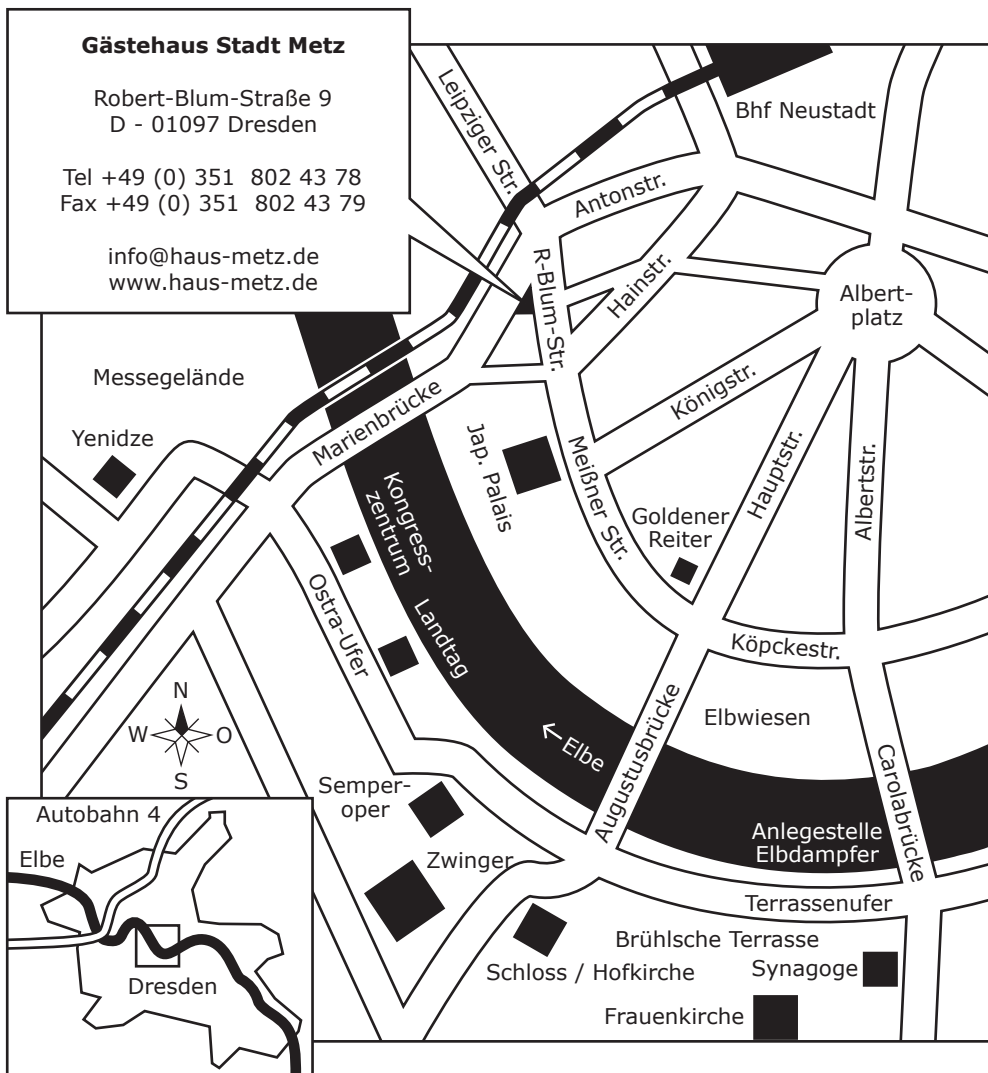 Gästehaus Stadt Metz
Robert-Blum-Straße 9
D - 01097 Dresden
Tel +49 (0) 351 802 43 78
Fax +49 (0) 351 802 43 79
info@haus-metz.de
www.haus-metz.de
Leipziger Str.
Bhf Neustadt
Antonstr.
R-Blum-Str.
Hainstr.
Albert-
platz
Messegelände
Marienbrücke
Königstr.
Yenidze
Jap. Palais
Meißner Str.
Hauptstr.
Albertstr.
Kongress-
zentrum
Goldener
Reiter
Ostra-Ufer
Landtag
Köpckestr.
N
W
O
S
Elbwiesen
←Elbe
Augustusbrücke
Carolabrücke
Semper-
oper
Zwinger
Anlegestelle
Elbdampfer
Terrassenufer
Brühlsche Terrasse
Schloss / Hofkirche
Synagoge
Frauenkirche
Autobahn 4
Elbe
Dresden